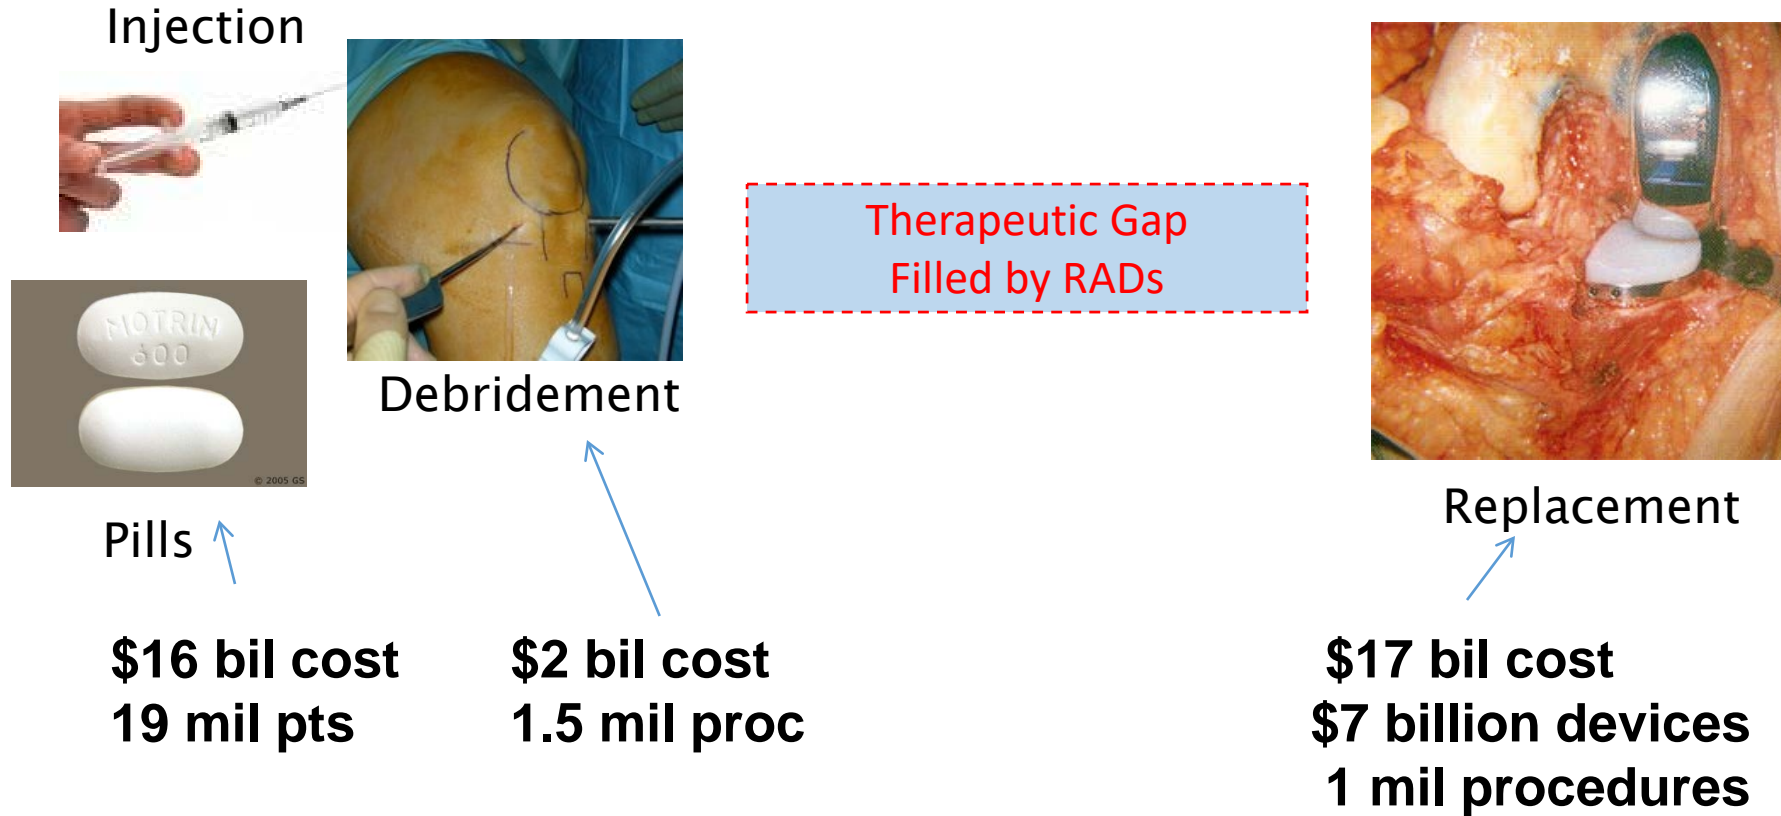 Injection
MOTRIN
600
© 2005 GS
Pills
Debridement
Therapeutic Gap
Filled by RADs
Replacement
$16 bil cost
19 mil pts
$2 bil cost
1.5 mil proc
$17 bil cost
$7 billion devices
1 mil procedures